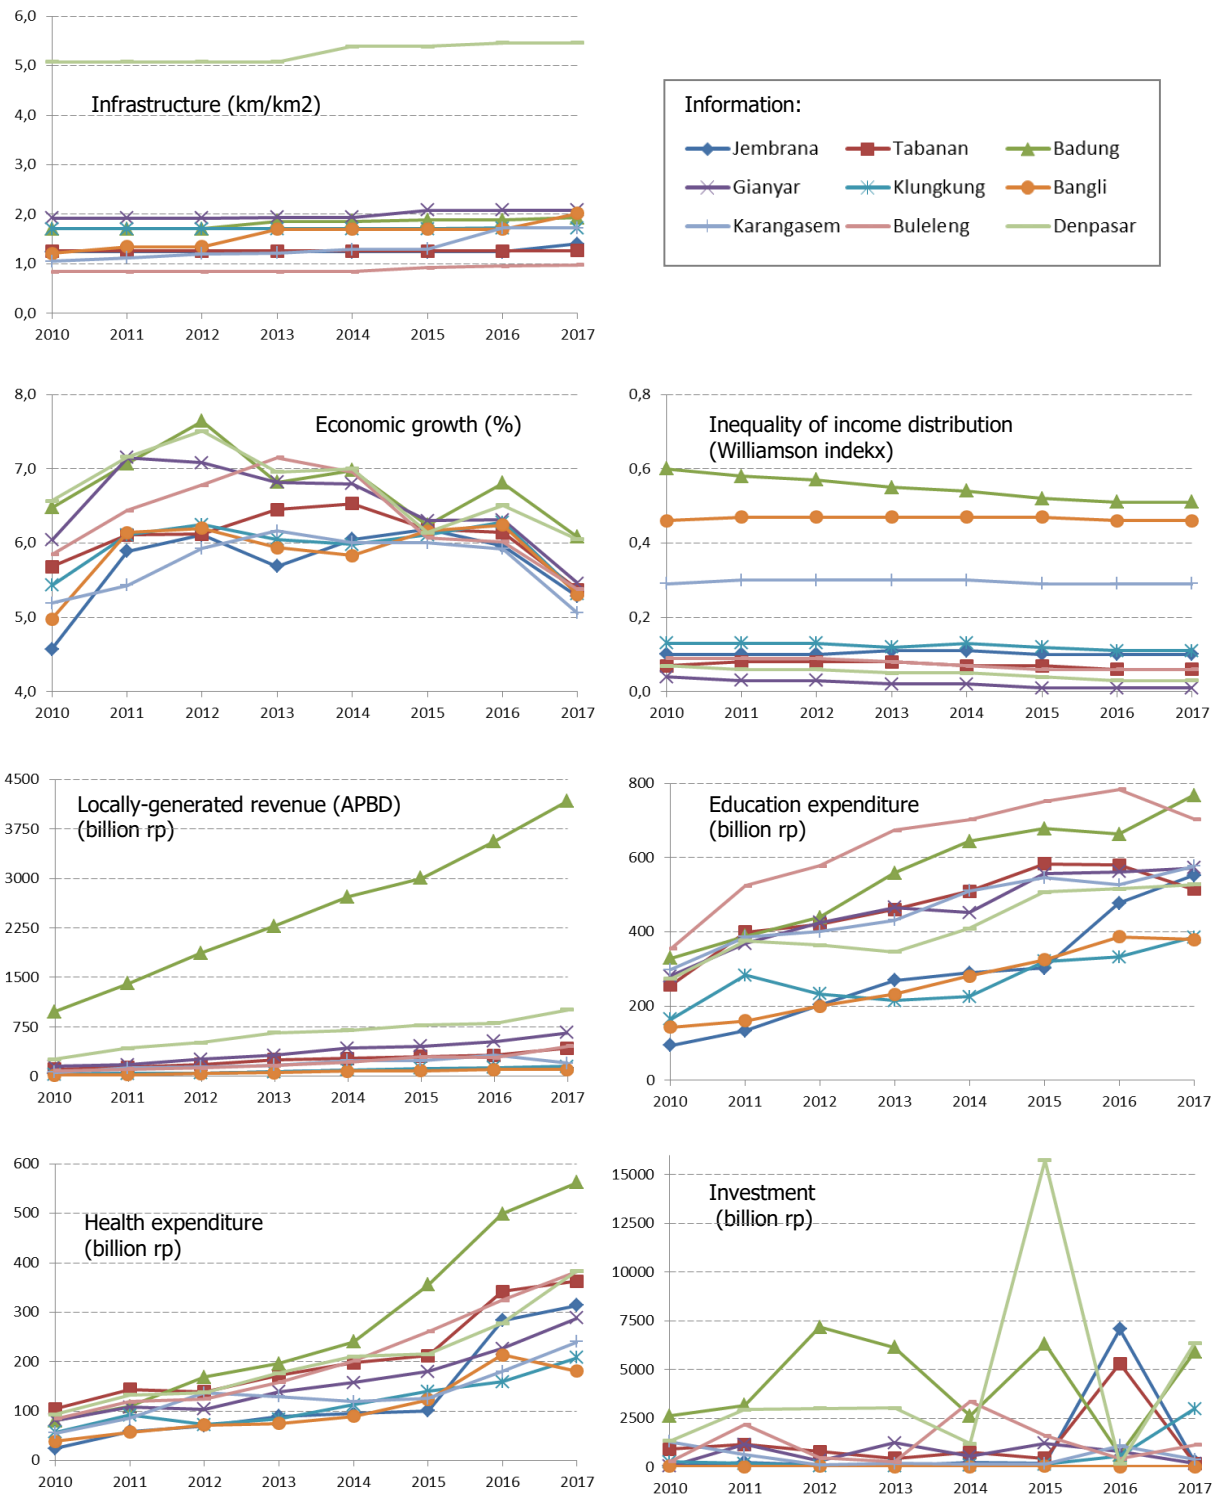 6,0
5,0
4,0
3,0
2,0
1,0
0,0
Infrastructure (km/km2)
2010 2011 2012 2013 2014 2015 2016 2017
Information:
Jembrana Tabanan Badung
Gianyar Klungkung Bangli
Karangasem Buleleng Denpasar
8,0
7,0
6,0
5,0
4,0
Economic growth (%)
2010 2011 2012 2013 2014 2015 2016 2017
0,8
0,6
0,4
0,2
0,0
Inequality of income distribution
(Williamson indekx)
2010 2011 2012 2013 2014 2015 2016 2017
4500
3750
3000
2250
1500
750
0
Locally-generated revenue (APBD)
(billion rp)
2010 2011 2012 2013 2014 2015 2016 2017
800
600
400
200
0
Education expenditure
(billion rp)
2010 2011 2012 2013 2014 2015 2016 2017
600
500
400
300
200
100
0
Health expenditure
(billion rp)
2010 2011 2012 2013 2014 2015 2016 2017
15000
12500
10000
7500
5000
2500
0
Investment
(billion rp)
2010 2011 2012 2013 2014 2015 2016 2017